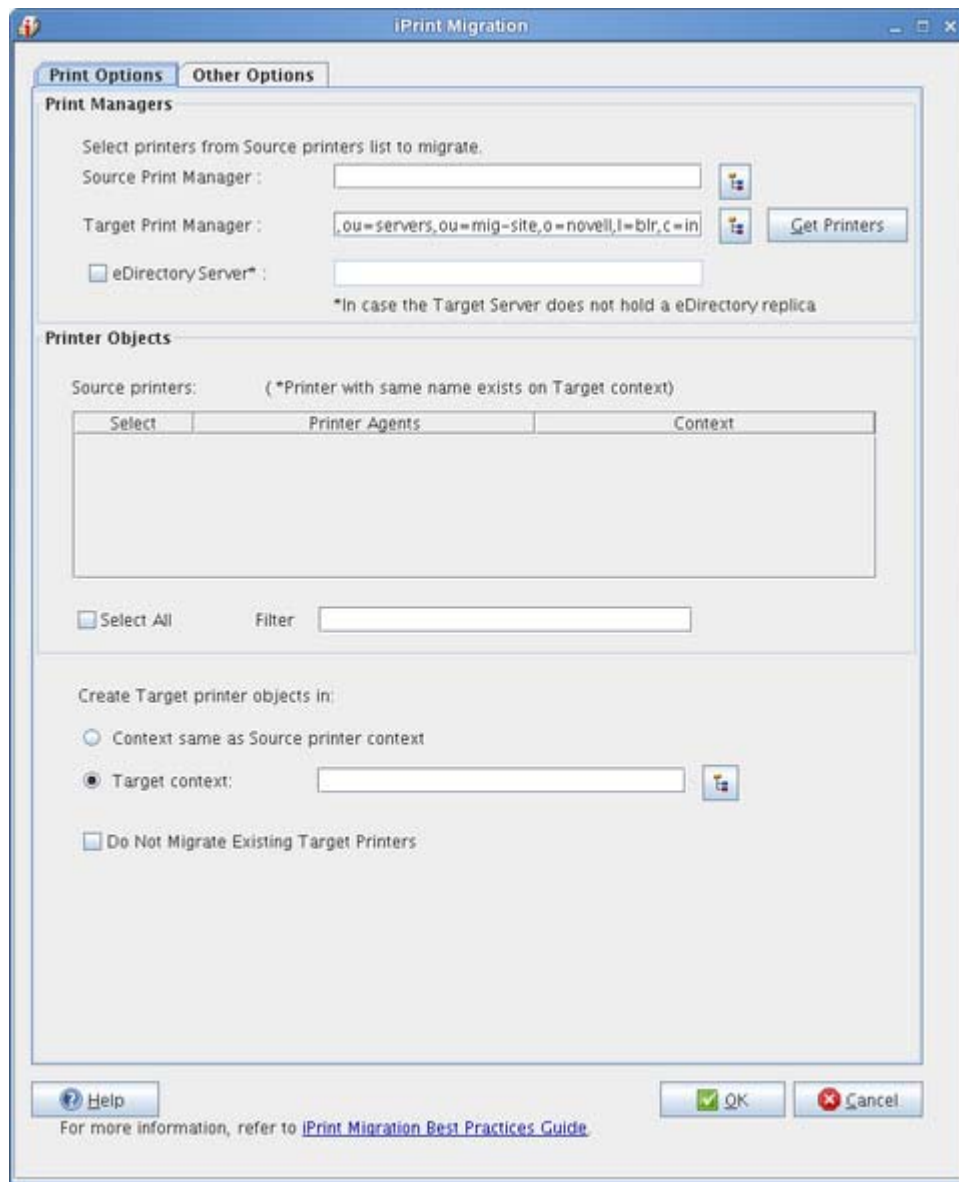 iPrint Migration
Print Options Other Options
Print Managers
Select printers from Source printers list to migrate.
Source Print Manager :
Target Print Manager : ,ou=servers,ou=mig-site,o=novell,l=blr,c=in Get Printers
eDirectory Server* :
*In case the Target Server does not hold a eDirectory replica
Printer Objects
Source printers: ( *Printer with same name exists on Target context)
Select Printer Agents Context
Select All Filter
Create Target printer objects in:
Context same as Source printer context
Target context:
Do Not Migrate Existing Target Printers
Help OK Cancel
For more information, refer to iPrint Migration Best Practices Guide.